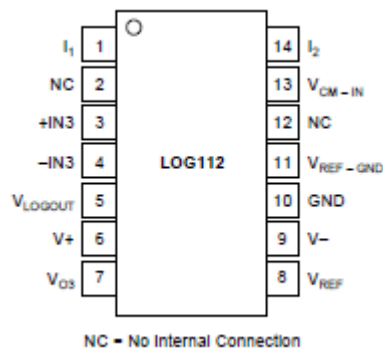 I1 1 14 I2
NC 2 13 VCM – IN
+IN3 3 12 NC
–IN3 4 LOG112 11 VREF – GND
VLOGOUT 5 10 GND
V+ 6 9 V–
VO3 7 8 VREF
NC = No Internal Connection